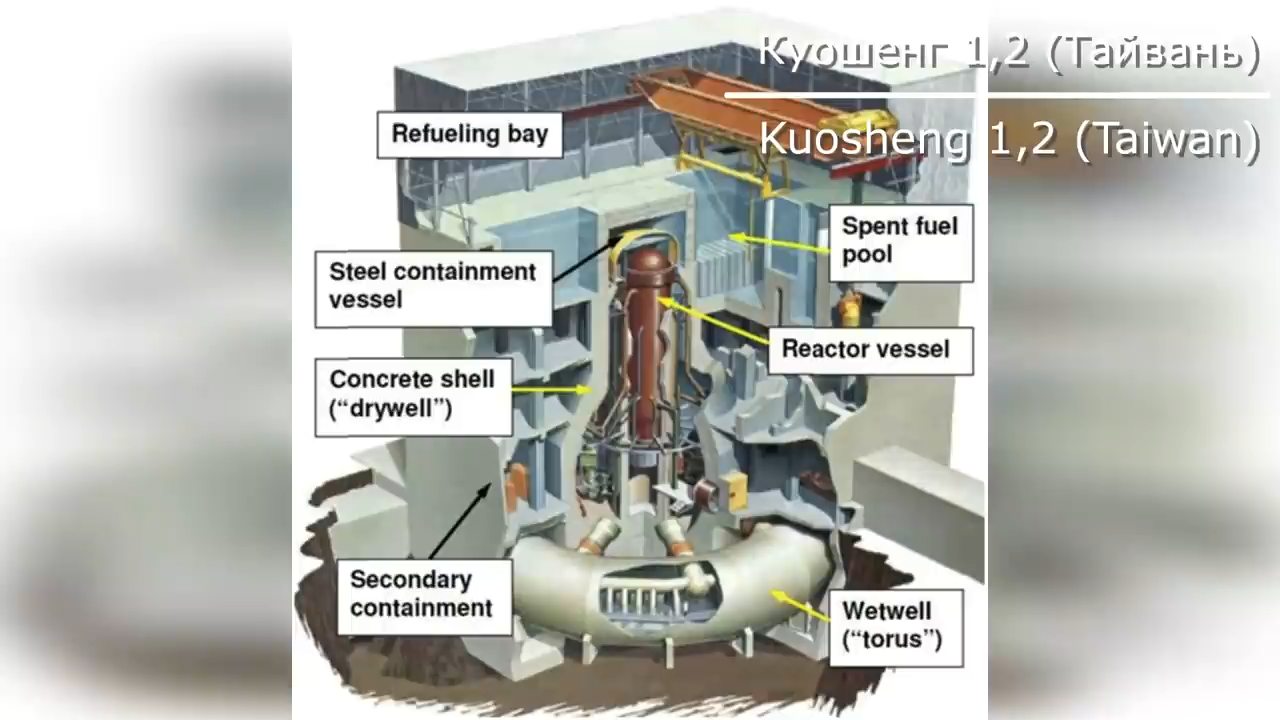 Куошенг 1,2 (Тайвань)
Kuosheng 1,2 (Taiwan)
Refueling bay
Spent fuel
pool
Steel containment
vessel
Reactor vessel
Concrete shell
(“drywell”)
Secondary
containment
Wetwell
(“torus”)